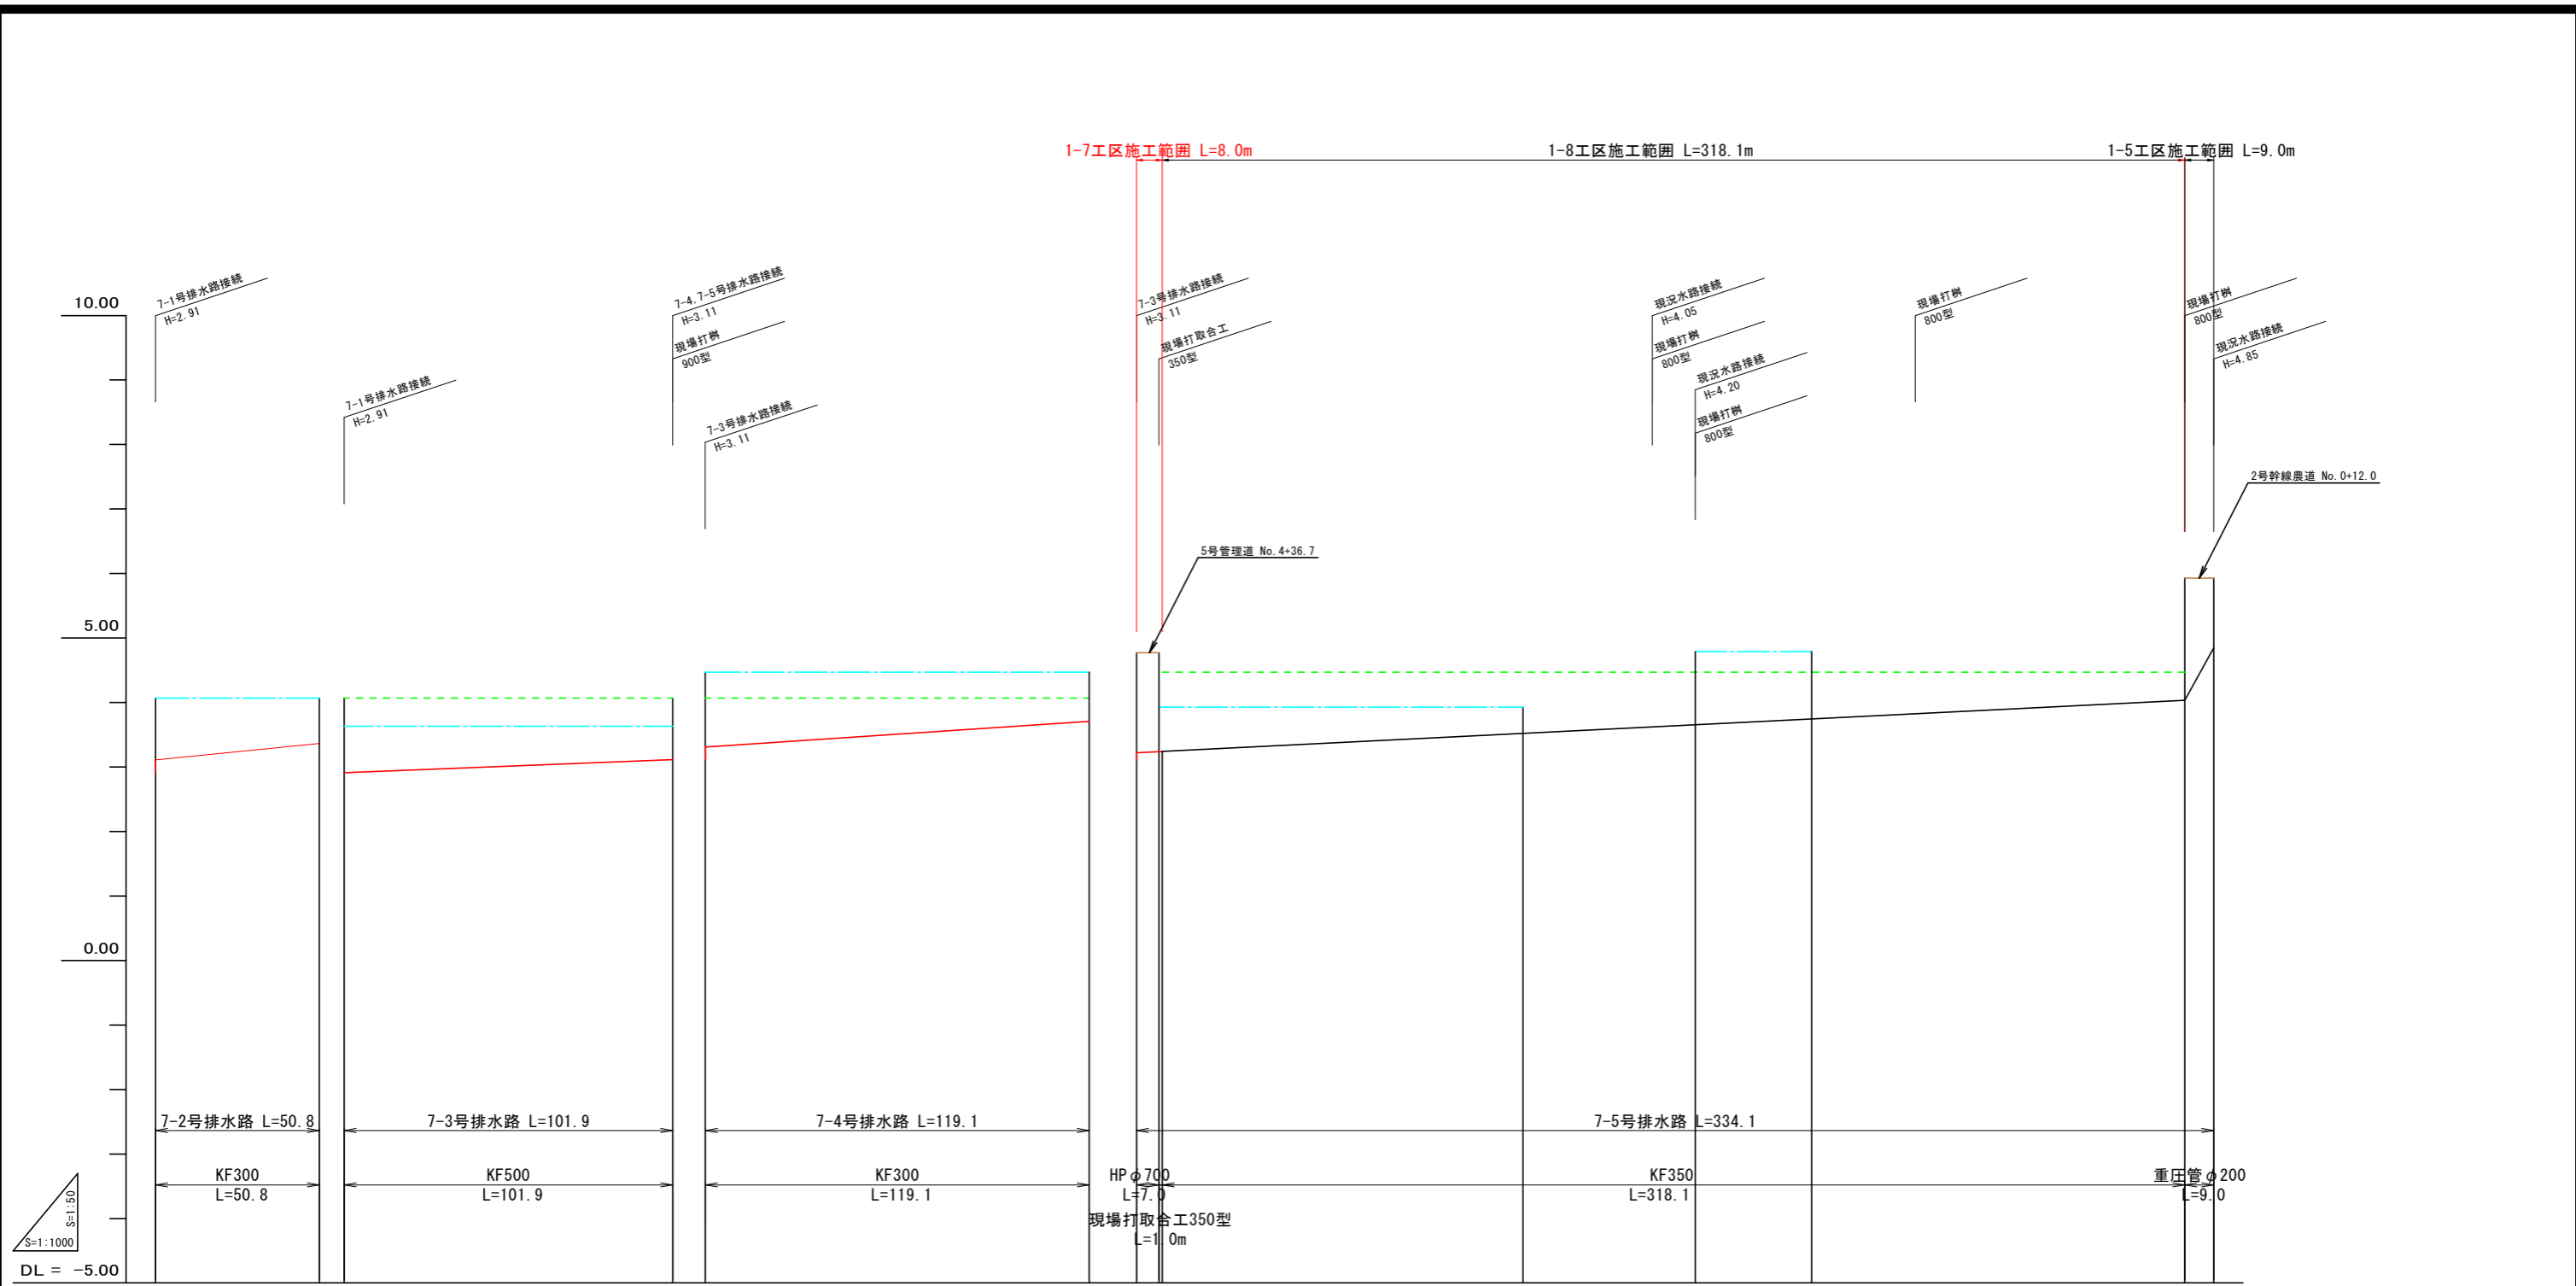 1-7工区施工範囲 L=8.0m
1-8工区施工範囲 L=318.1m
1-5工区施工範囲 L=9.0m
7-1号排水路接続
H=2.91
7-1号排水路接続
H=2.91
7-4,7-5号排水路接続
H=3.11
現場打桝
900型
7-3号排水路接続
H=3.11
7-3号排水路接続
H=3.11
現場打取合工
350型
現況水路接続
H=4.05
現場打桝
800型
現況水路接続
H=4.20
現場打桝
800型
現場打桝
800型
現場打桝
800型
現況水路接続
H=4.85
2号幹線農道 No.0+12.0
5号管理道 No.4+36.7
10.00
5.00
0.00
DL = -5.00
7-2号排水路 L=50.8
7-3号排水路 L=101.9
7-4号排水路 L=119.1
7-5号排水路 L=334.1
KF300
L=50.8
KF500
L=101.9
KF300
L=119.1
HPφ700
L=7.0
現場打取合工350型
L=1.0m
KF350
L=318.1
重圧管φ200
L=9.0
S=1:50
S=1:1000